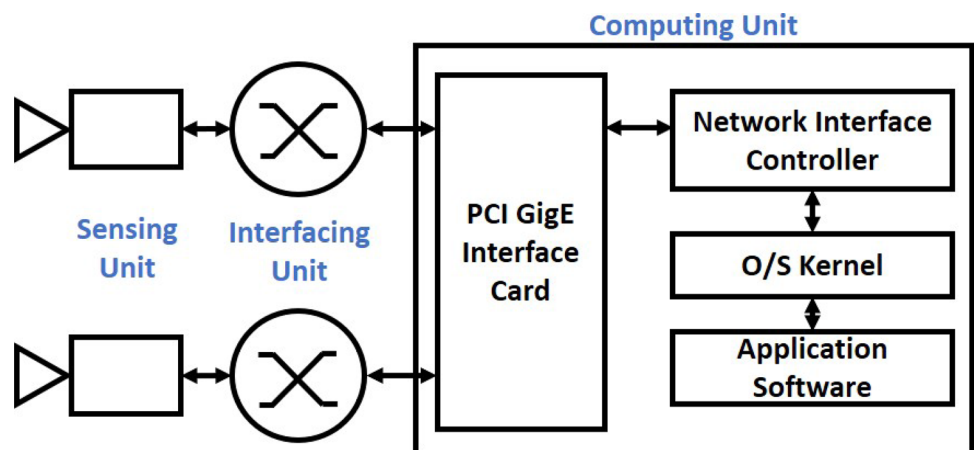 Computing Unit
Sensing
Unit
Interfacing
Unit
PCI GigE
Interface
Card
Network Interface
Controller
O/S Kernel
Application
Software